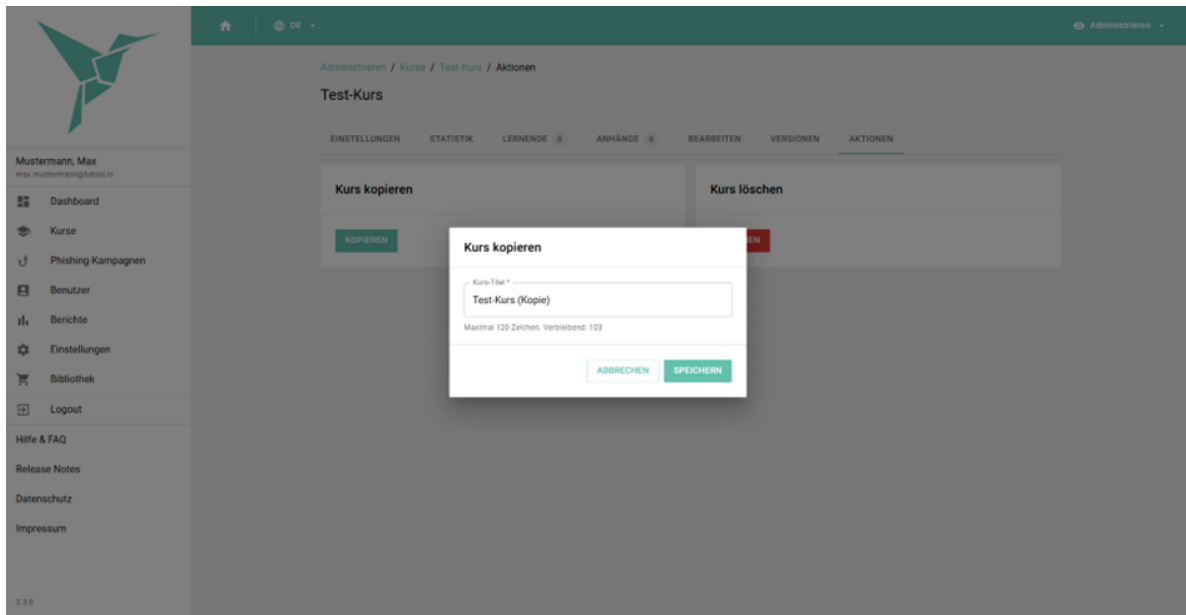 DE
Administrieren
Administrieren / Kurse / Test-Kurs / Aktionen
Test-Kurs
EINSTELLUNGEN STATISTIK LERNENDE 0 ANHÄNGE 0 BEARBEITEN VERSIONEN AKTIONEN
Mustermann, Max
max.mustermann@tutool.io
Dashboard
Kurse
Phishing-Kampagnen
Benutzer
Berichte
Einstellungen
Bibliothek
Logout
Hilfe & FAQ
Release Notes
Datenschutz
Impressum
3.3.0
Kurs kopieren
KOPIEREN
Kurs löschen
EN
Kurs kopieren
Kurs-Titel *
Test-Kurs (Kopie)
Maximal 120 Zeichen. Verbleibend: 103
ABBRECHEN SPEICHERN